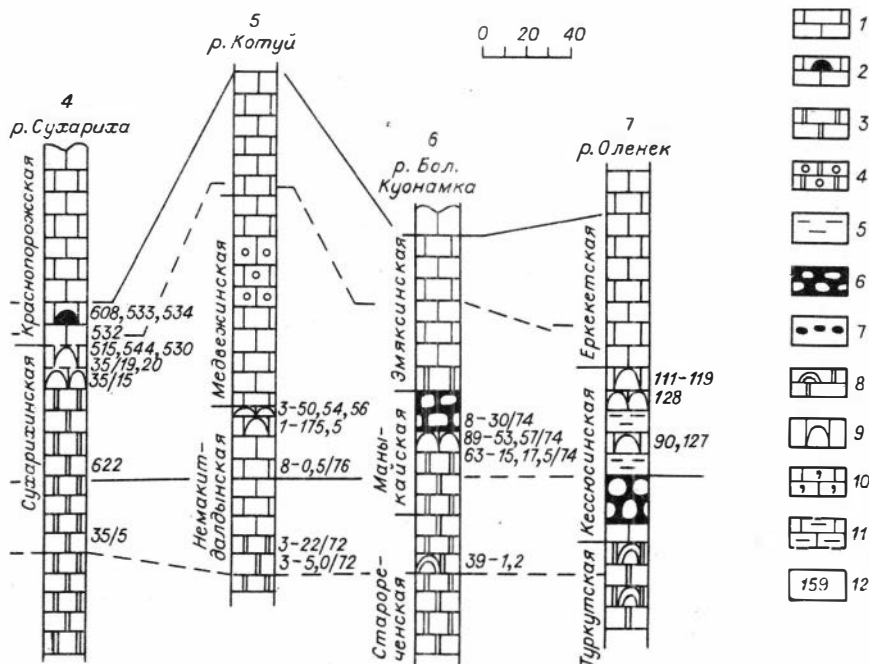 4
р. Сухариха
Краснопорожская
Сухарихинская
608, 533, 534
532
515, 544, 530
35/19, 20
35/15
622
35/5
5
р. Котуй
Медвежинская
Немакит-
далдынская
3-50, 54, 56
1-175, 5
8-0,5/76
3-22/72
3-5,0/72
0 20 40
6
р. Бол.
Куонамка
Эмяксинская
Маны-
кайская
Староре-
ченская
8-30/74
89-53, 57/74
63-15, 17,5/74
39-1, 2
7
р. Оленек
Еркекетская
Кессюсинская
Туркутская
111-119
128
90, 127
1
2
3
4
5
6
7
8
9
10
11
159 12